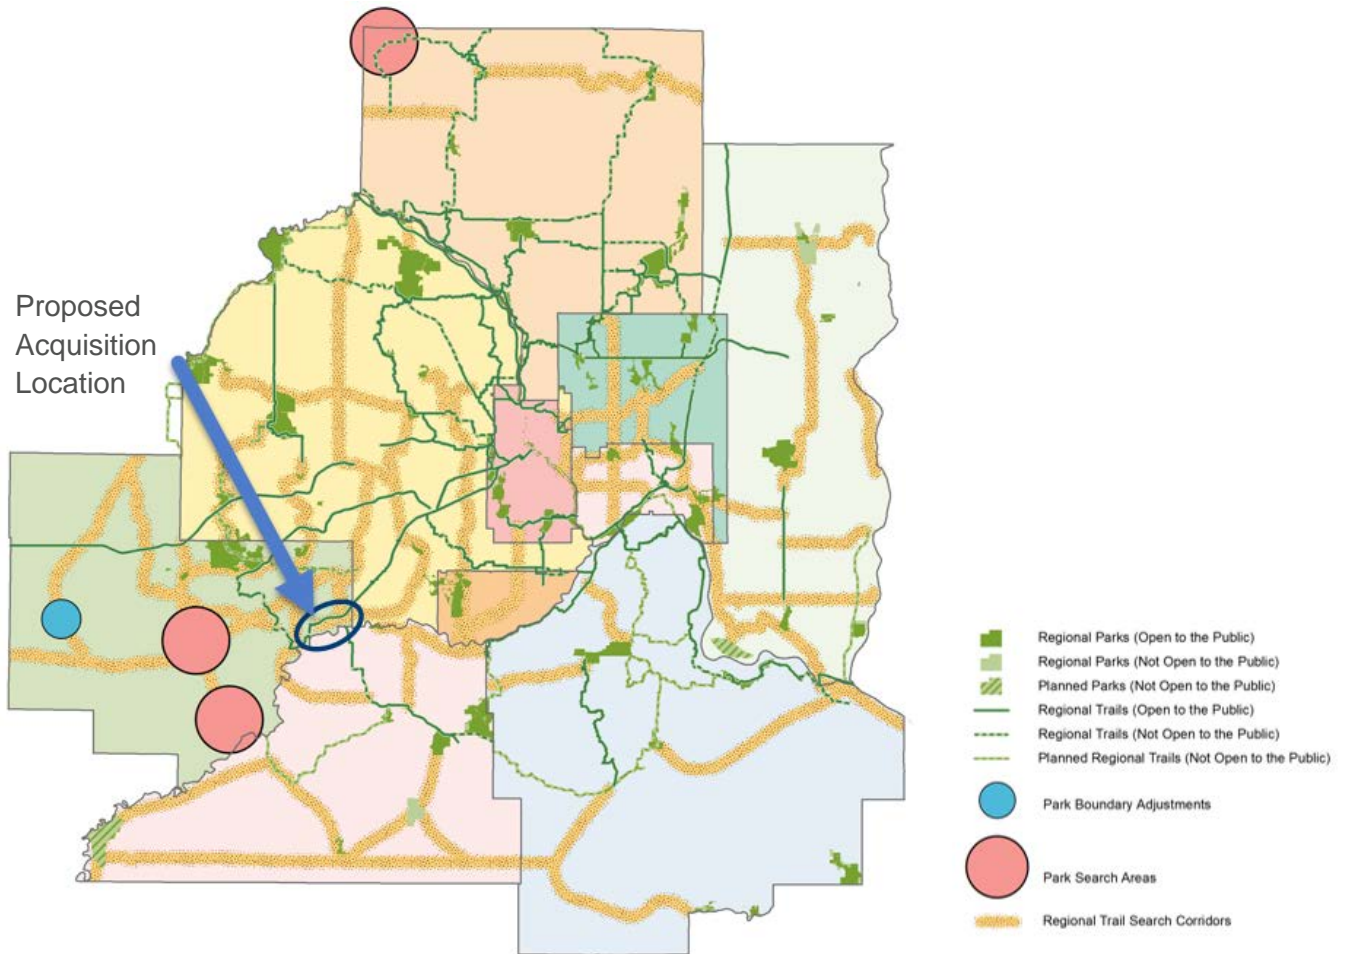 Proposed
Acquisition
Location
Regional Parks (Open to the Public)
Regional Parks (Not Open to the Public)
Planned Parks (Not Open to the Public)
Regional Trails (Open to the Public)
Regional Trails (Not Open to the Public)
Planned Regional Trails (Not Open to the Public)
Park Boundary Adjustments
Park Search Areas
Regional Trail Search Corridors